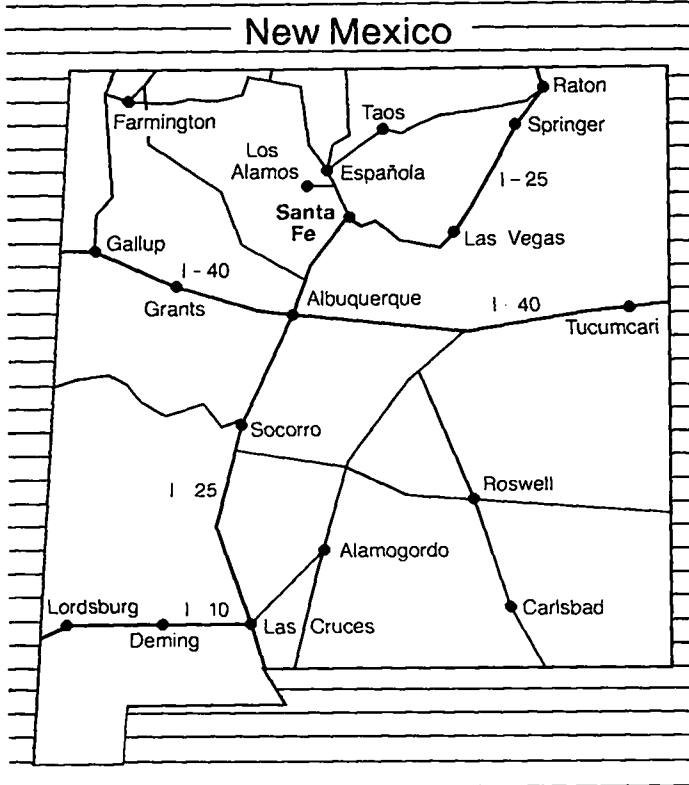 New Mexico
Raton
Taos
Farmington
Springer
Los
Alamos
Española
I-25
Santa
Fe
Gallup
Las Vegas
I-40
Albuquerque
I 40
Grants
Tucumcari
Socorro
Roswell
I 25
Alamogordo
Lordsburg
I 10
Carlsbad
Las Cruces
Deming